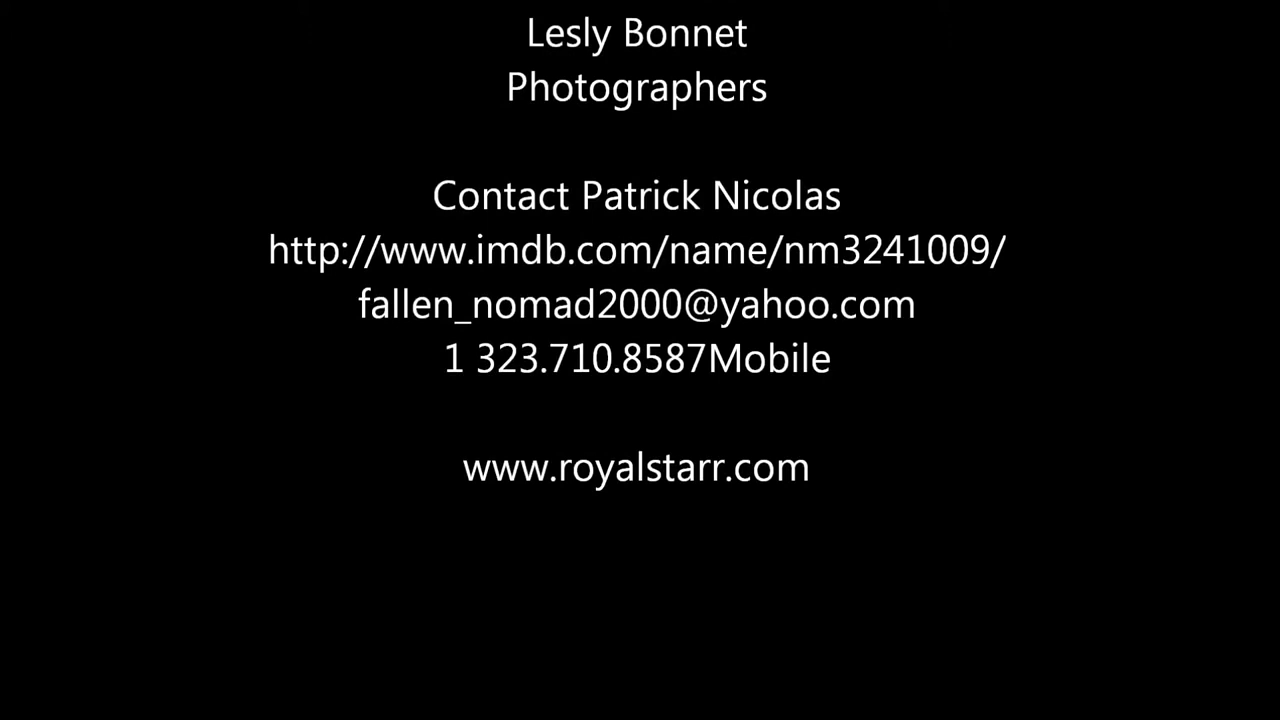 Lesly Bonnet
Photographers
Contact Patrick Nicolas
http://www.imdb.com/name/nm3241009/
fallen_nomad2000@yahoo.com
1 323.710.8587Mobile
www.royalstarr.com